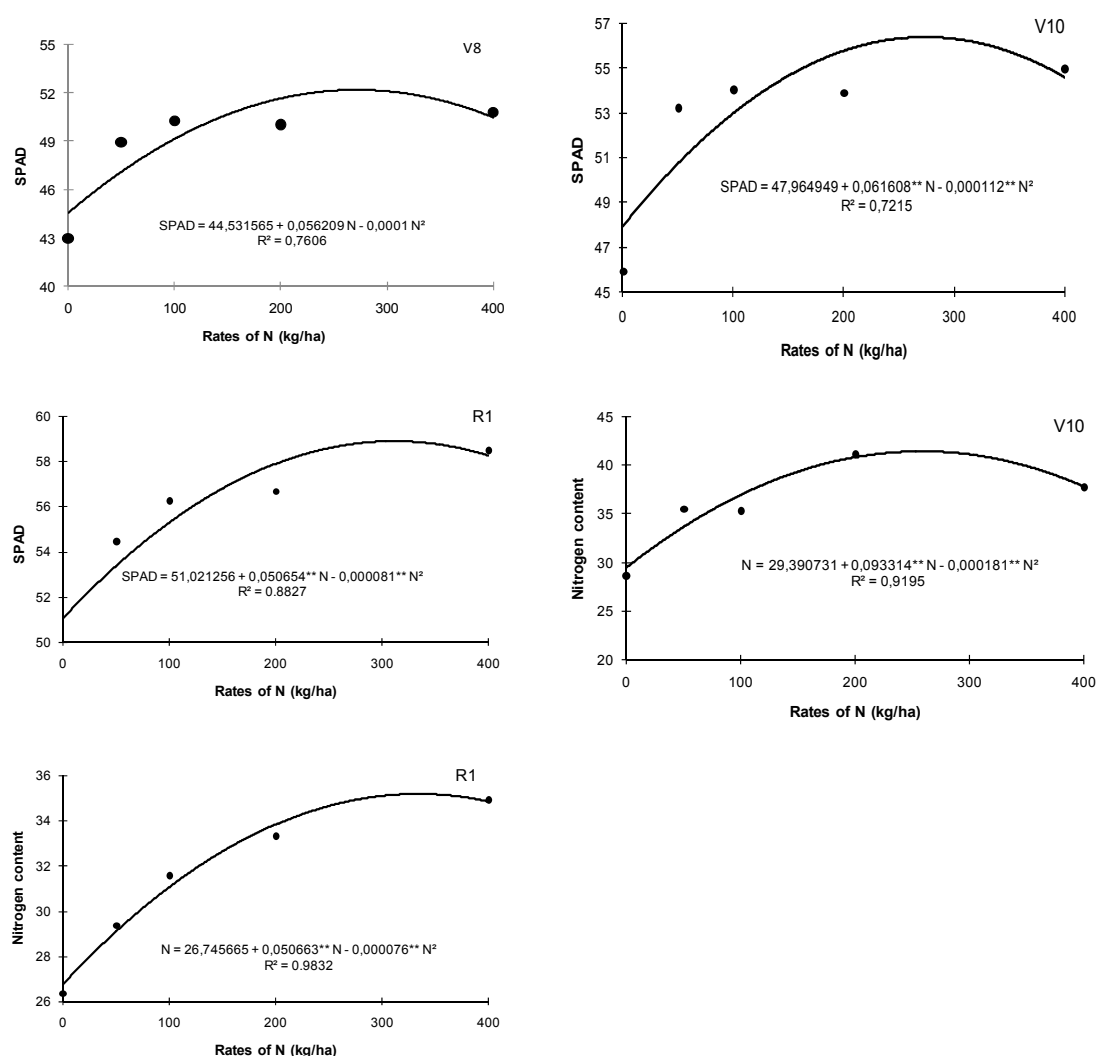 V8
55
52
49
46
43
40
SPAD
SPAD = 44,531565 + 0,056209 N - 0,0001 N²
R² = 0,7606
0 100 200 300 400
Rates of N (kg/ha)
V10
57
55
53
51
49
47
45
SPAD
SPAD = 47,964949 + 0,061608** N - 0,000112** N²
R² = 0,7215
0 100 200 300 400
Rates of N (kg/ha)
R1
60
58
56
54
52
50
SPAD
SPAD = 51,021256 + 0,050654** N - 0,000081** N²
R² = 0.8827
0 100 200 300 400
Rates of N (kg/ha)
V10
45
40
35
30
25
20
Nitrogen content
N = 29,390731 + 0,093314** N - 0,000181** N²
R² = 0,9195
0 100 200 300 400
Rates of N (kg/ha)
R1
36
34
32
30
28
26
Nitrogen content
N = 26,745665 + 0,050663** N - 0,000076** N²
R² = 0.9832
0 100 200 300 400
Rates of N (kg/ha)